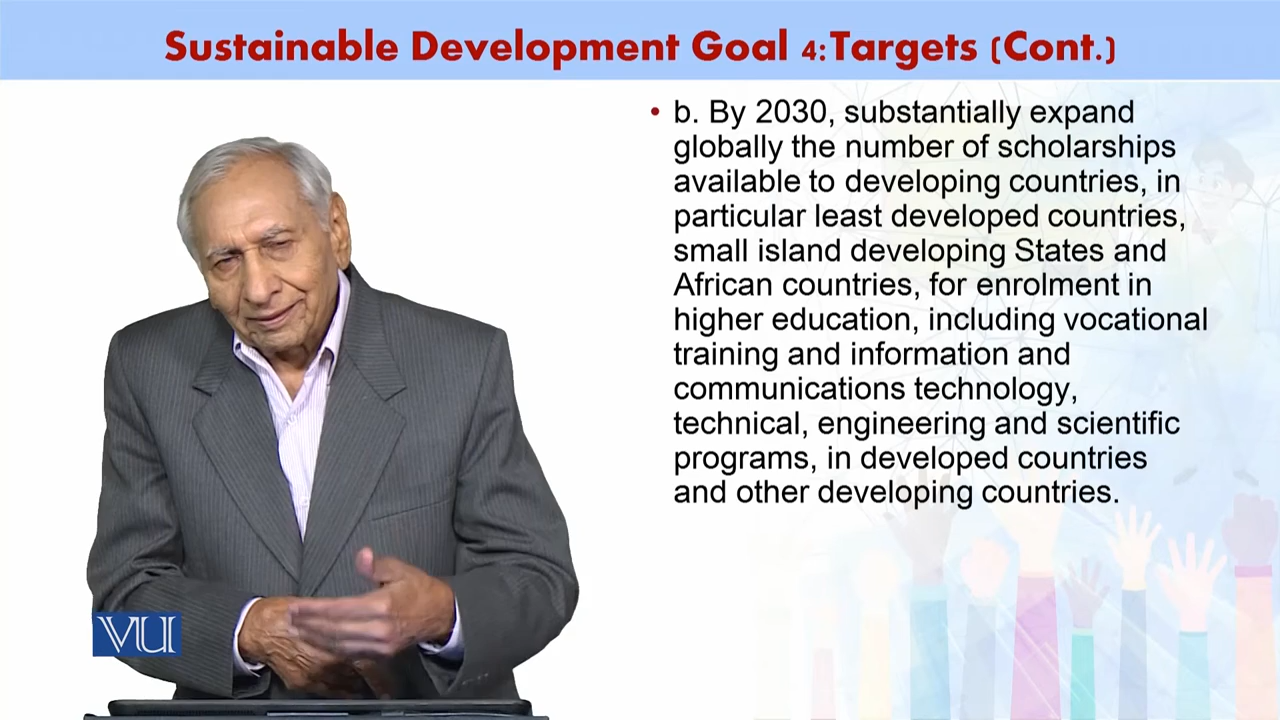 Sustainable Development Goal 4:Targets (Cont.)
• b. By 2030, substantially expand
globally the number of scholarships
available to developing countries, in
particular least developed countries,
small island developing States and
African countries, for enrolment in
higher education, including vocational
training and information and
communications technology,
technical, engineering and scientific
programs, in developed countries
and other developing countries.
VU